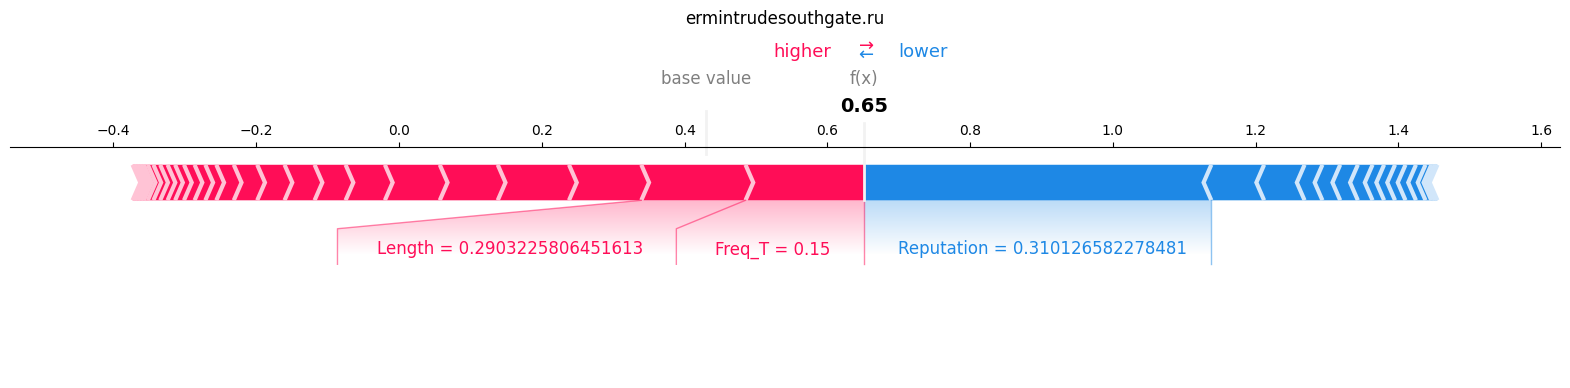 ermintrudesouthgate.ru
higher ⇄ lower
base value f(x)
0.65
−0.4 −0.2 0.0 0.2 0.4 0.6 0.8 1.0 1.2 1.4 1.6
Length = 0.2903225806451613 Freq_T = 0.15 Reputation = 0.310126582278481